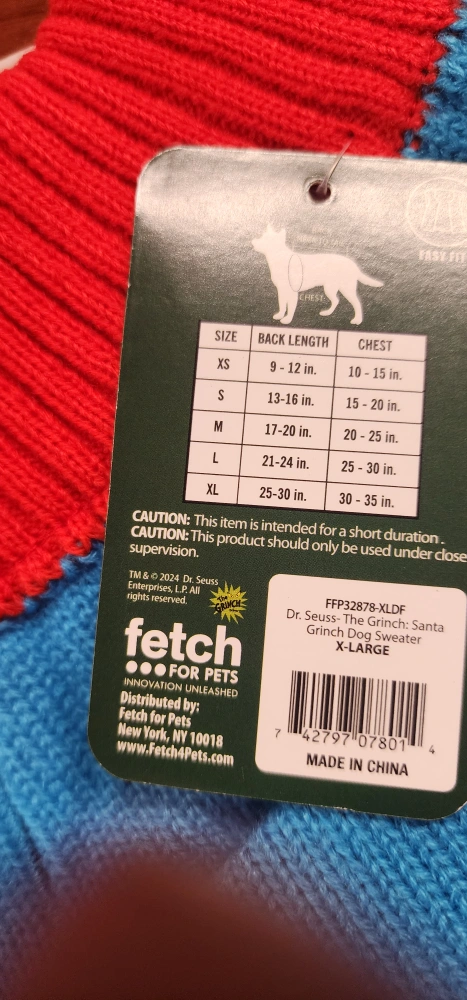 FAST FIT
CHEST
SIZE BACK LENGTH CHEST
XS 9 - 12 in. 10 - 15 in.
S 13-16 in. 15 - 20 in.
M 17-20 in. 20 - 25 in.
L 21-24 in. 25 - 30 in.
XL 25-30 in. 30 - 35 in.
CAUTION: This item is intended for a short duration .
CAUTION: This product should only be used under close
supervision.
TM & © 2024 Dr. Seuss
Enterprises, L.P. All
rights reserved.
The
GRINCH
fetch
FOR PETS
INNOVATION UNLEASHED
Distributed by;
Fetch for Pets
New York, NY 10018
www.Fetch4Pets.com
FFP32878-XLDF
Dr. Seuss- The Grinch: Santa
Grinch Dog Sweater
X-LARGE
7 42797 07801 4
MADE IN CHINA